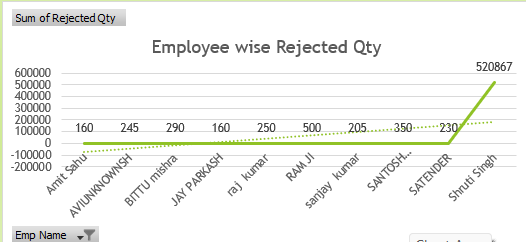 Sum of Rejected Qty
Employee wise Rejected Qty
520867
600000
500000
400000
300000
200000
100000
0
-100000
-200000
160 245 290 160 250 500 205 350 230
Amit Sahu
AVIUNKNOWNSH
BITTU mishra
JAY PARKASH
raj kumar
RAM JI
sanjay kumar
SANTOSH...
SATENDER
Shruti Singh
Emp Name